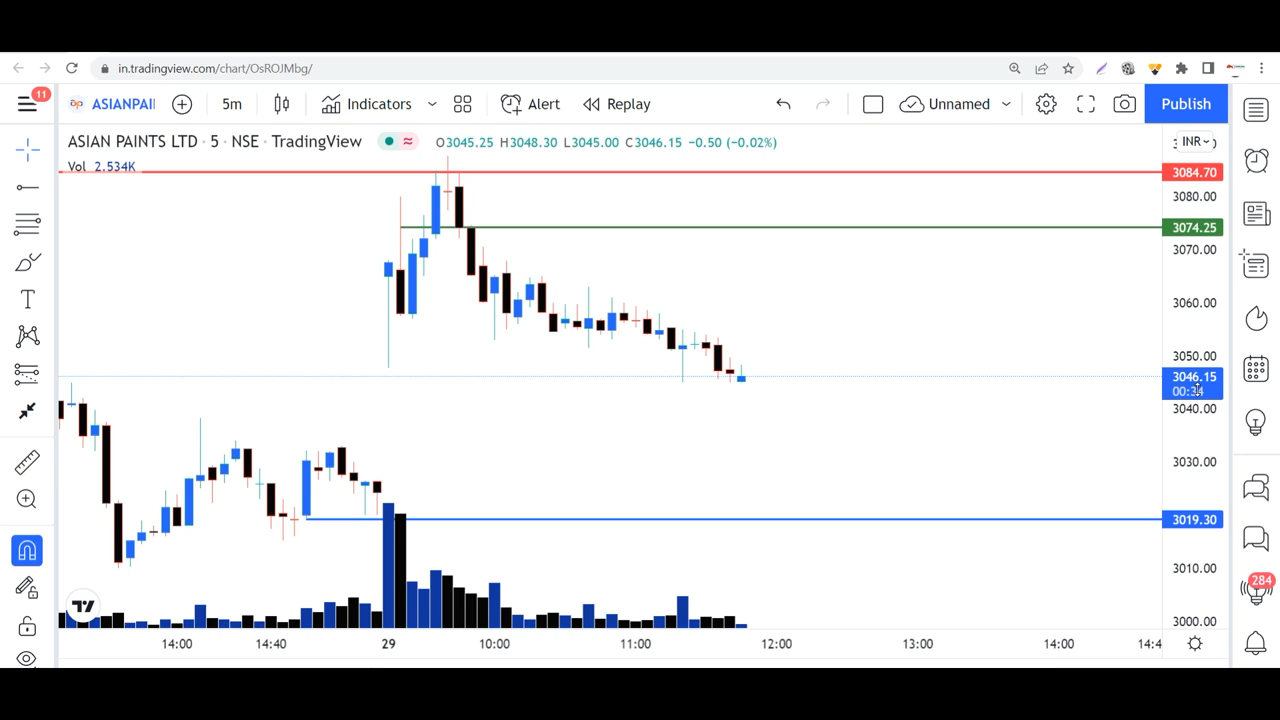 in.tradingview.com/chart/OsROJMbg/
11
ASIANPAI
5m
Indicators
Alert
Replay
Unnamed
Publish
ASIAN PAINTS LTD · 5 · NSE · TradingView
O3045.25 H3048.30 L3045.00 C3046.15 -0.50 (-0.02%)
INR
Vol 2.534K
3084.70
3080.00
3074.25
3070.00
3060.00
3050.00
3046.15
3040.00
3030.00
3019.30
3010.00
3000.00
284
14:00 14:40 29 10:00 11:00 12:00 13:00 14:00 14:4